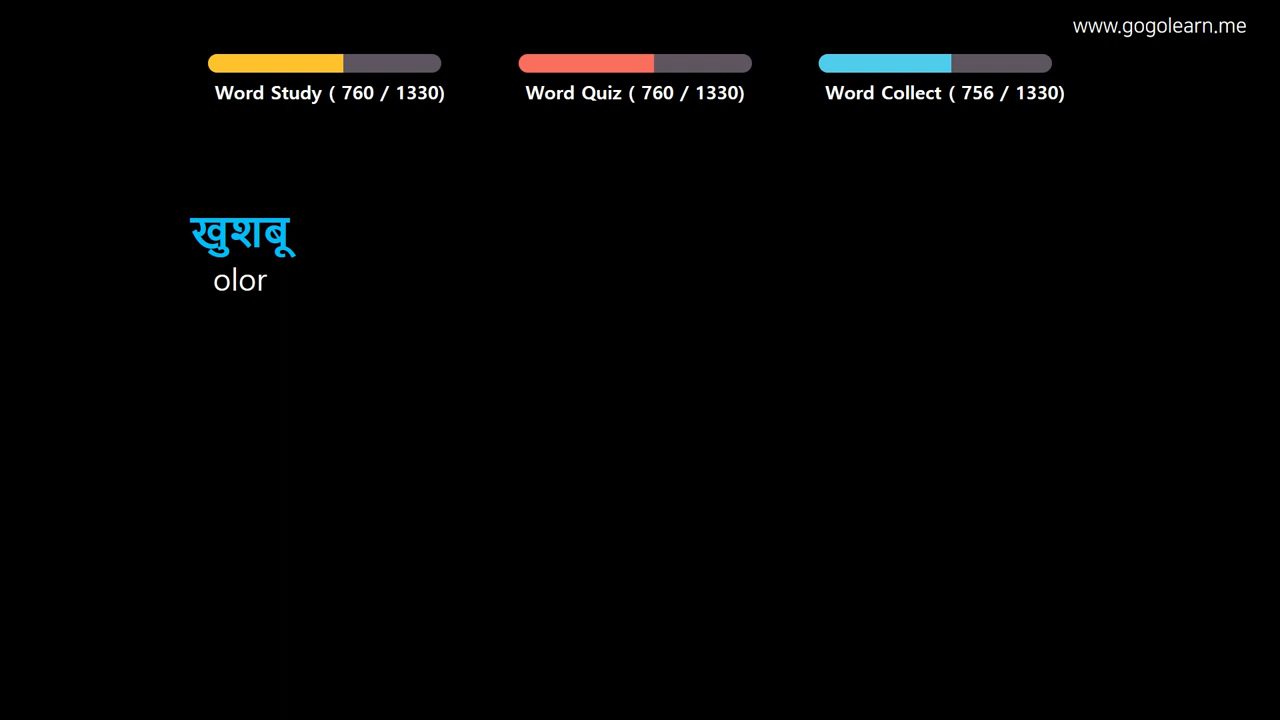 www.gogolearn.me
Word Study ( 760 / 1330)
Word Quiz ( 760 / 1330)
Word Collect ( 756 / 1330)
खुशबू
olor